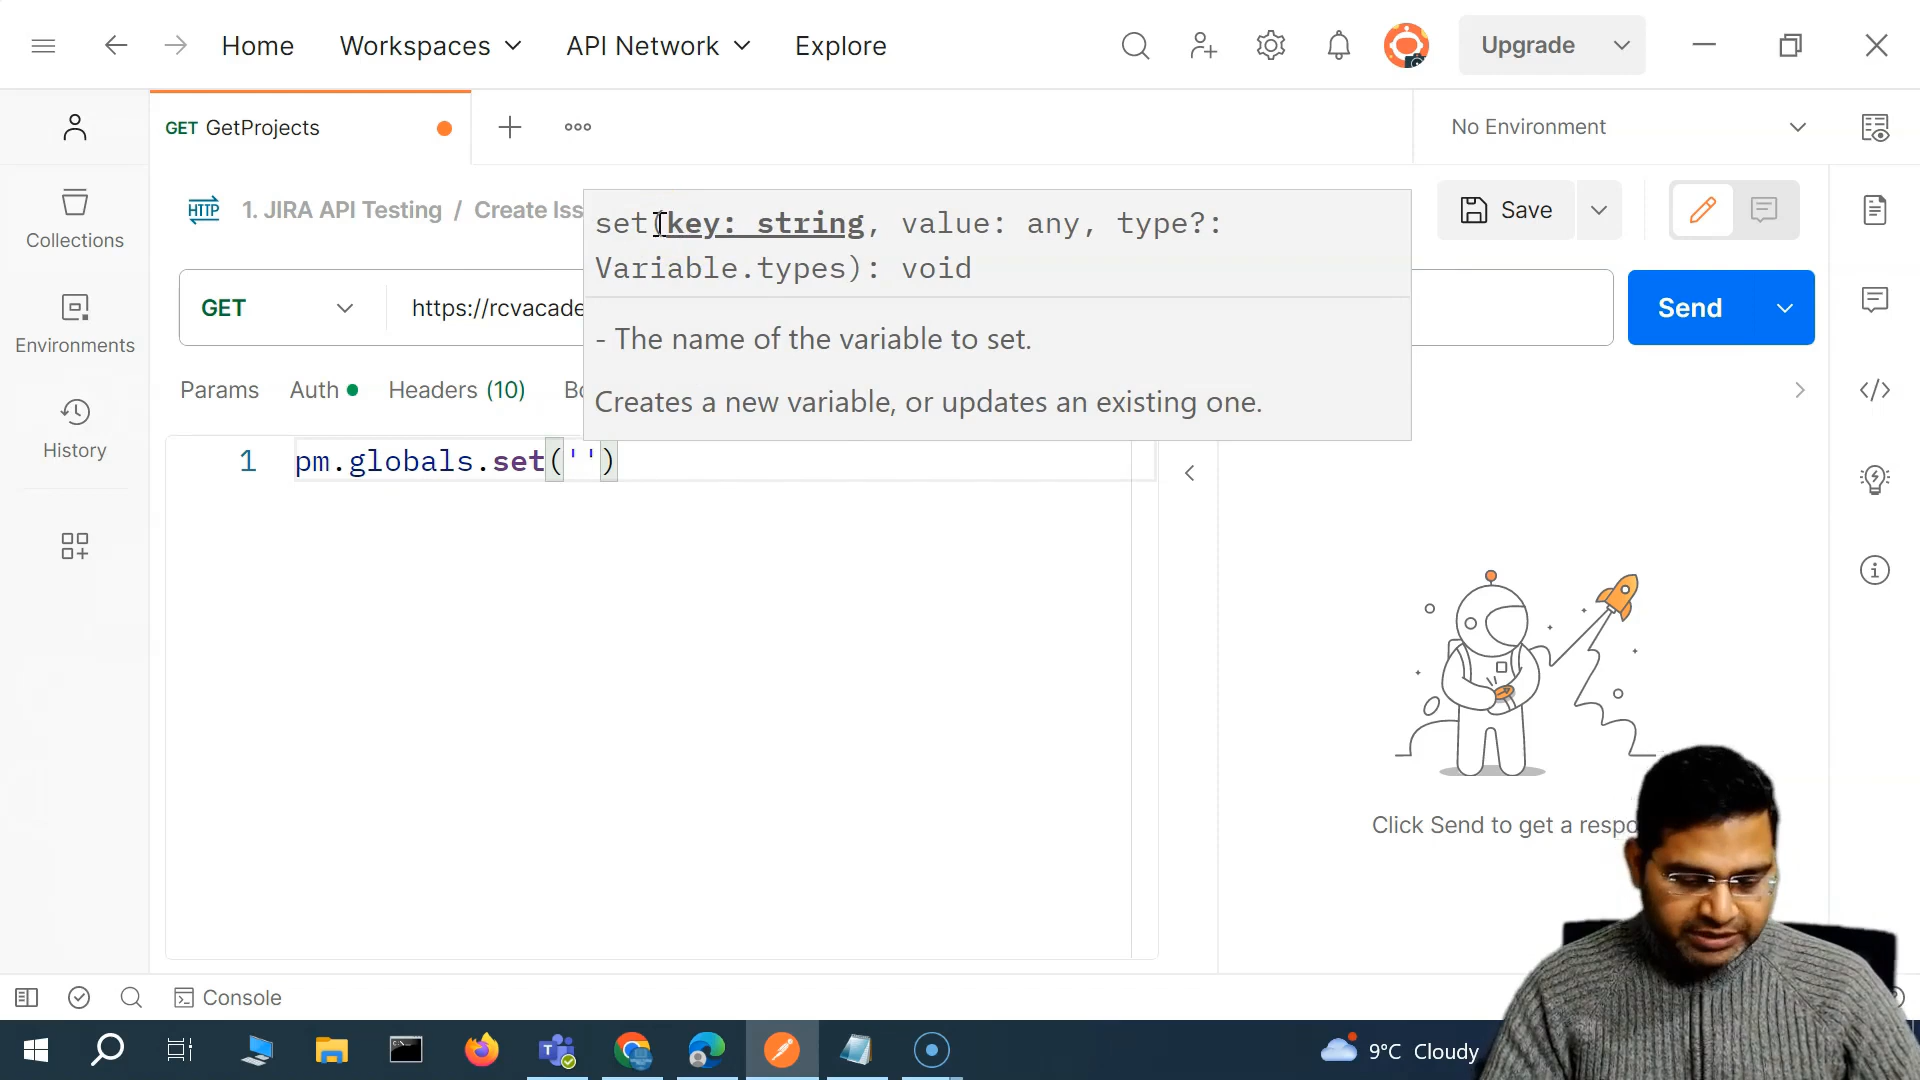 Home
Workspaces
API Network
Explore
Upgrade
GET GetProjects
No Environment
HTTP
1. JIRA API Testing / Create Iss
Save
set(key: string, value: any, type?:
Variable.types): void
- The name of the variable to set.
Creates a new variable, or updates an existing one.
Collections
Environments
History
GET
https://rcvacade
Send
Params
Auth
Headers (10)
Bo
1 pm.globals.set('')
Click Send to get a respo
Console
9°C Cloudy